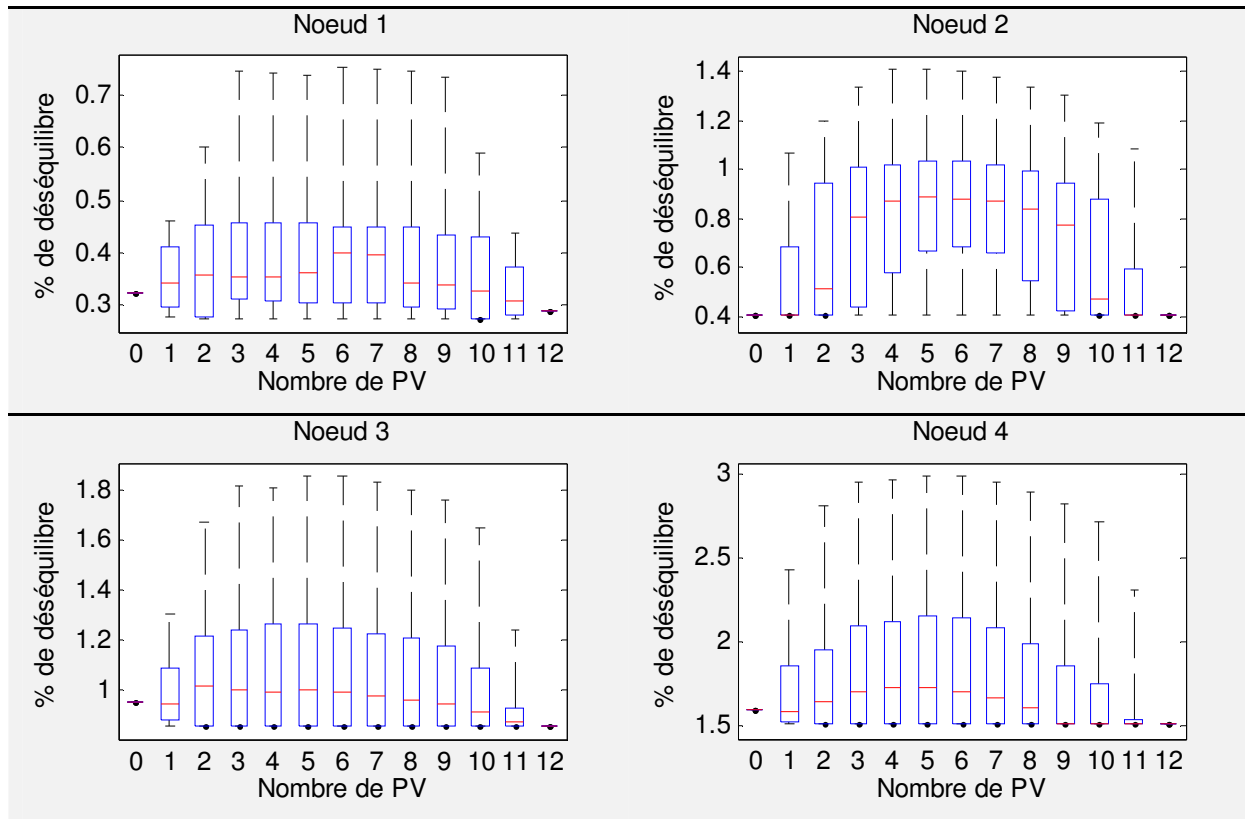 Noeud 1
% de déséquilibre
0.7
0.6
0.5
0.4
0.3
0 1 2 3 4 5 6 7 8 9 10 11 12
Nombre de PV
Noeud 2
% de déséquilibre
1.4
1.2
1
0.8
0.6
0.4
0 1 2 3 4 5 6 7 8 9 10 11 12
Nombre de PV
Noeud 3
% de déséquilibre
1.8
1.6
1.4
1.2
1
0 1 2 3 4 5 6 7 8 9 10 11 12
Nombre de PV
Noeud 4
% de déséquilibre
3
2.5
2
1.5
0 1 2 3 4 5 6 7 8 9 10 11 12
Nombre de PV